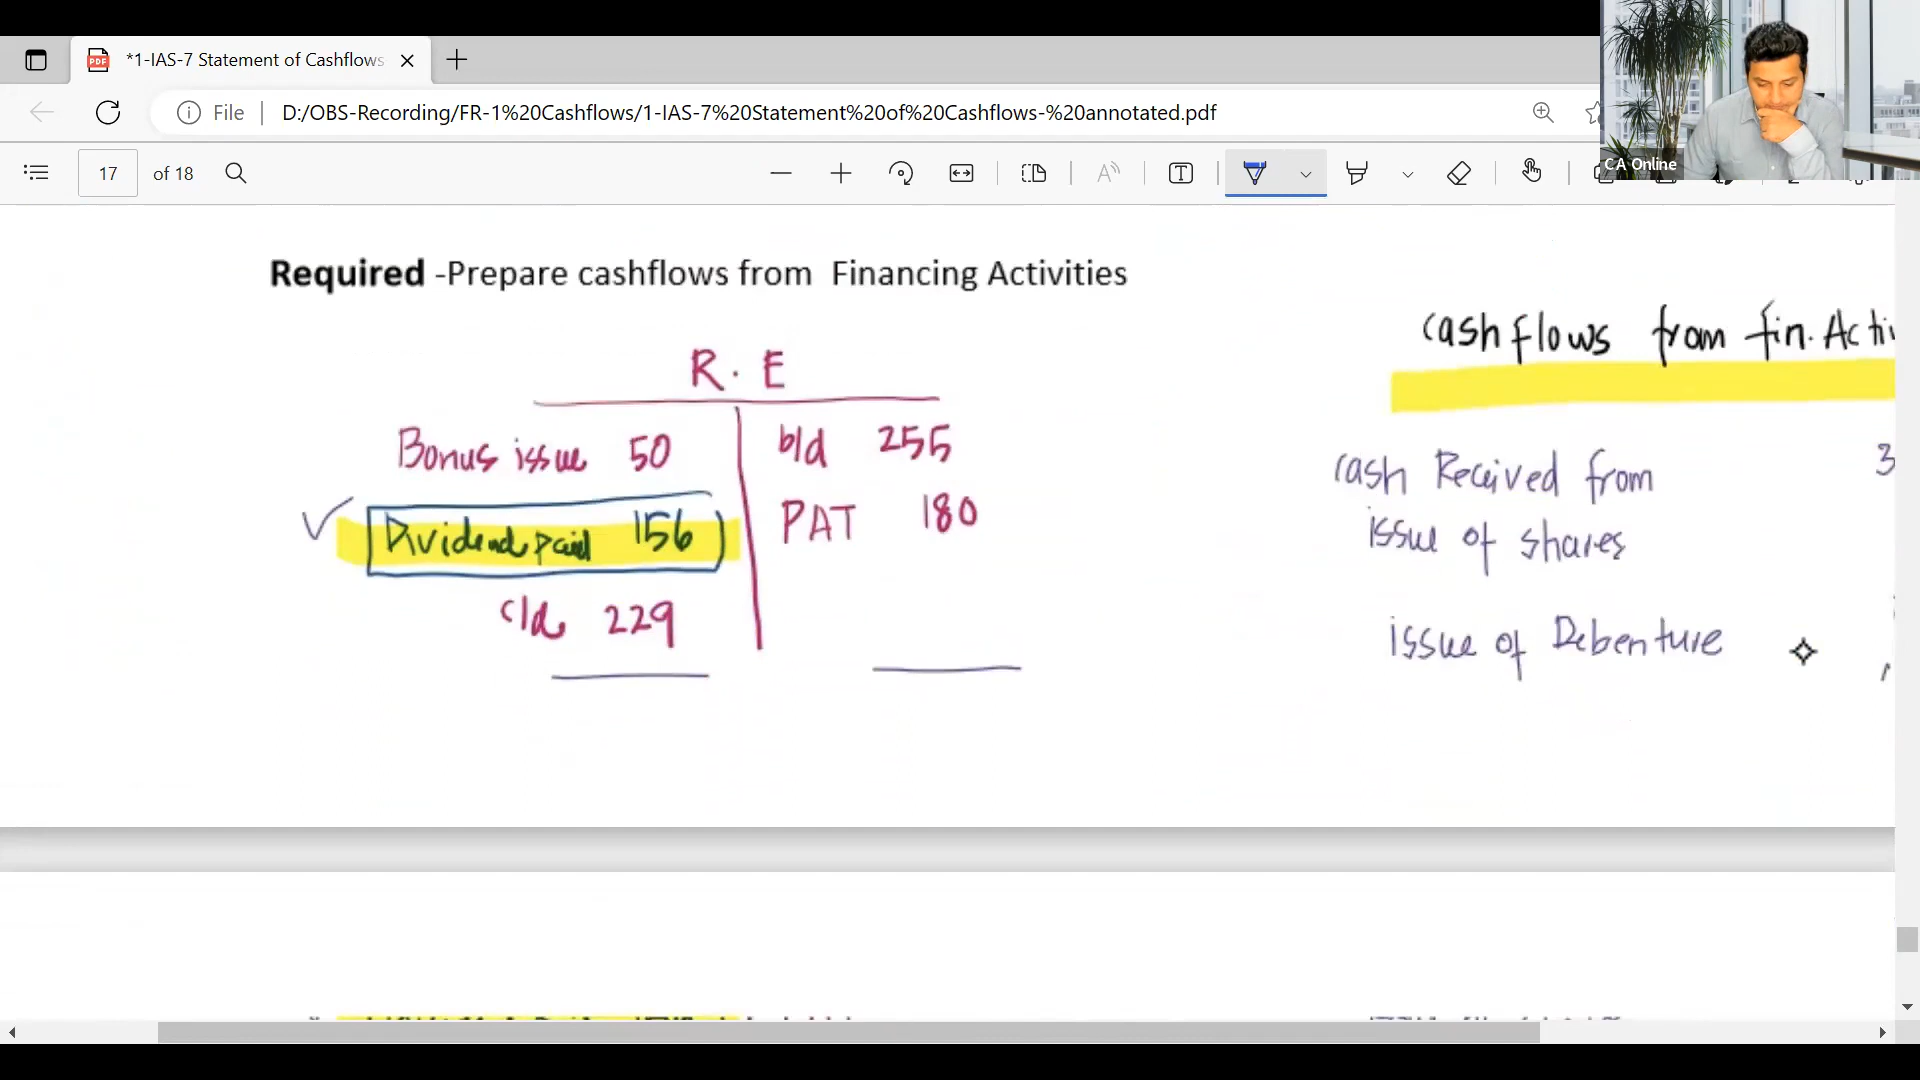 *1-IAS-7 Statement of Cashflows
File
D:/OBS-Recording/FR-1%20Cashflows/1-IAS-7%20Statement%20of%20Cashflows-%20annotated.pdf
CA Online
17 of 18
Required -Prepare cashflows from Financing Activities
R. E
Bonus issue 50
b/d 255
Dividend paid 156
PAT 180
c/d 229
Cash flows from fin. Acti
Cash Received from
issue of shares
3
issue of Debenture